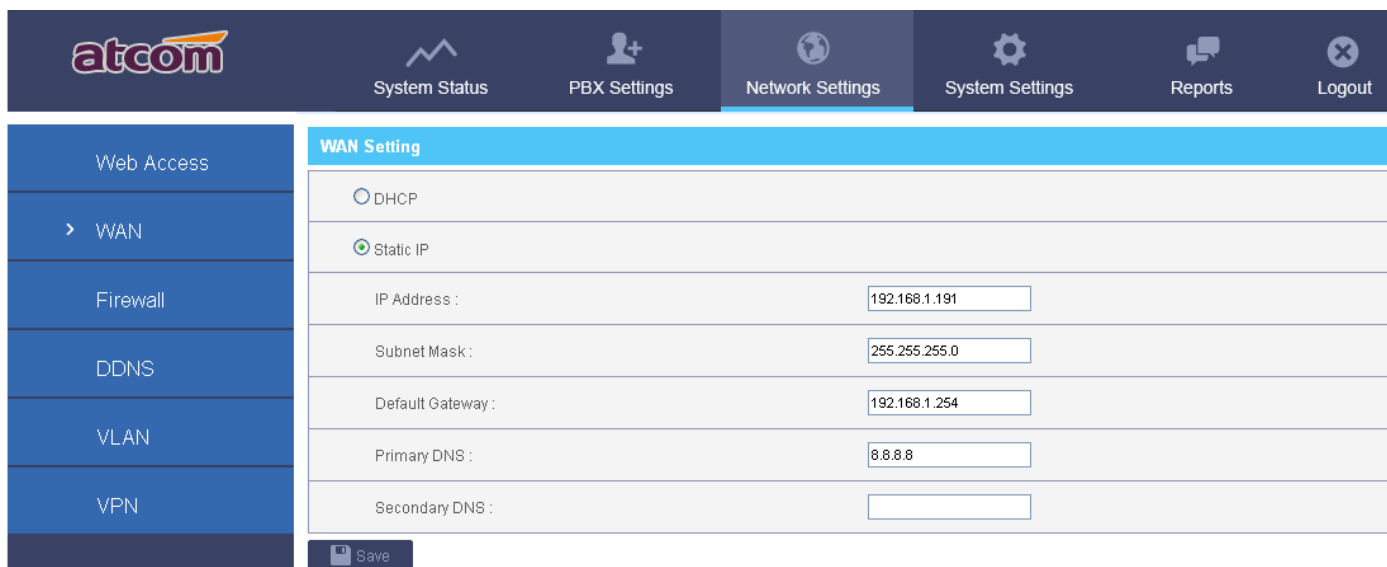 atcom
System Status PBX Settings Network Settings System Settings Reports Logout
Web Access
> WAN
Firewall
DDNS
VLAN
VPN
WAN Setting
DHCP
Static IP
IP Address : 192.168.1.191
Subnet Mask : 255.255.255.0
Default Gateway : 192.168.1.254
Primary DNS : 8.8.8.8
Secondary DNS :
Save